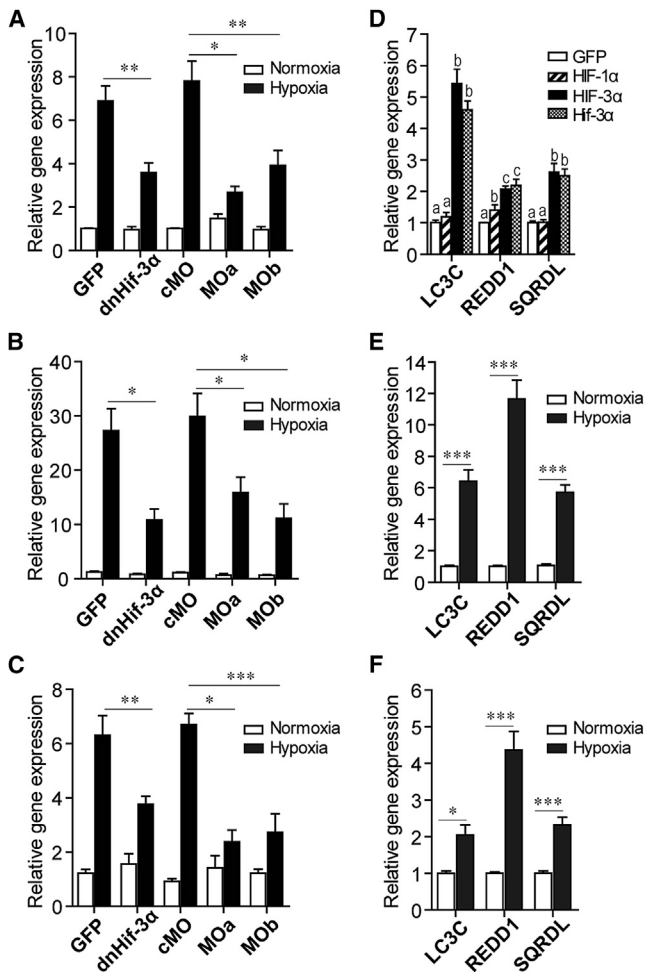 A
Relative gene expression
10
8
6
4
2
0
**
**
*
Normoxia
Hypoxia
GFP
dnHif-3α
cMO
MOa
MOb
B
Relative gene expression
40
30
20
10
0
*
*
*
Normoxia
Hypoxia
GFP
dnHif-3α
cMO
MOa
MOb
C
Relative gene expression
8
6
4
2
0
**
***
*
Normoxia
Hypoxia
GFP
dnHif-3α
cMO
MOa
MOb
D
Relative gene expression
7
6
5
4
3
2
1
0
GFP
HIF-1α
HIF-3α
Hif-3α
a a b b
a b c c
a a b b
LC3C
REDD1
SQRDL
E
Relative gene expression
14
12
10
8
6
4
2
0
***
***
***
Normoxia
Hypoxia
LC3C
REDD1
SQRDL
F
Relative gene expression
6
5
4
3
2
1
0
*
***
***
Normoxia
Hypoxia
LC3C
REDD1
SQRDL